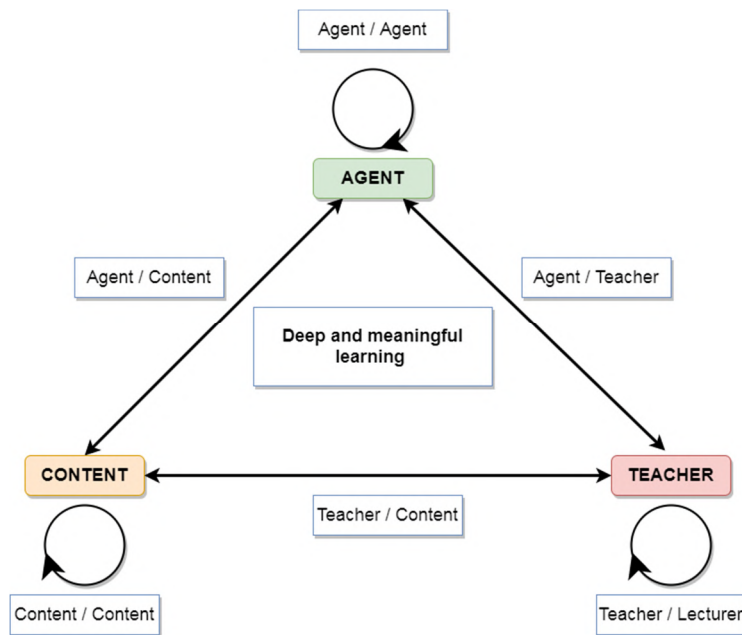 Agent / Agent
AGENT
Agent / Content
Agent / Teacher
Deep and meaningful
learning
CONTENT
TEACHER
Teacher / Content
Content / Content
Teacher / Lecturer